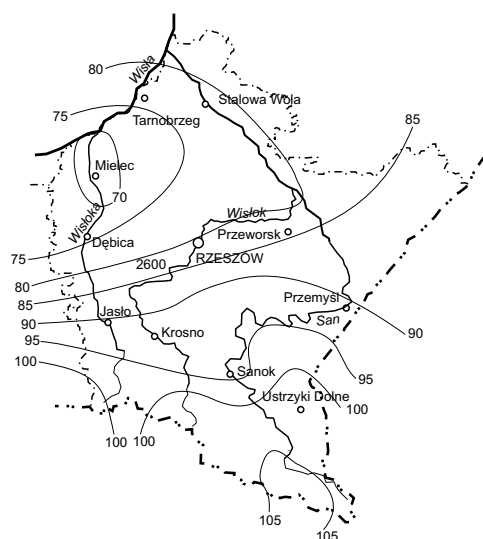 80
Wisła
75
Stalowa Wola
Tarnobrzeg
85
Mielec
70
Wisłoka
Wisłok
Dębica
Przeworsk
75
RZESZÓW
2600
80
85
Przemyśl
90
Jasło
San
90
95
Krosno
100
Sanok
95
Ustrzyki Dolne
100
100
100
105
105